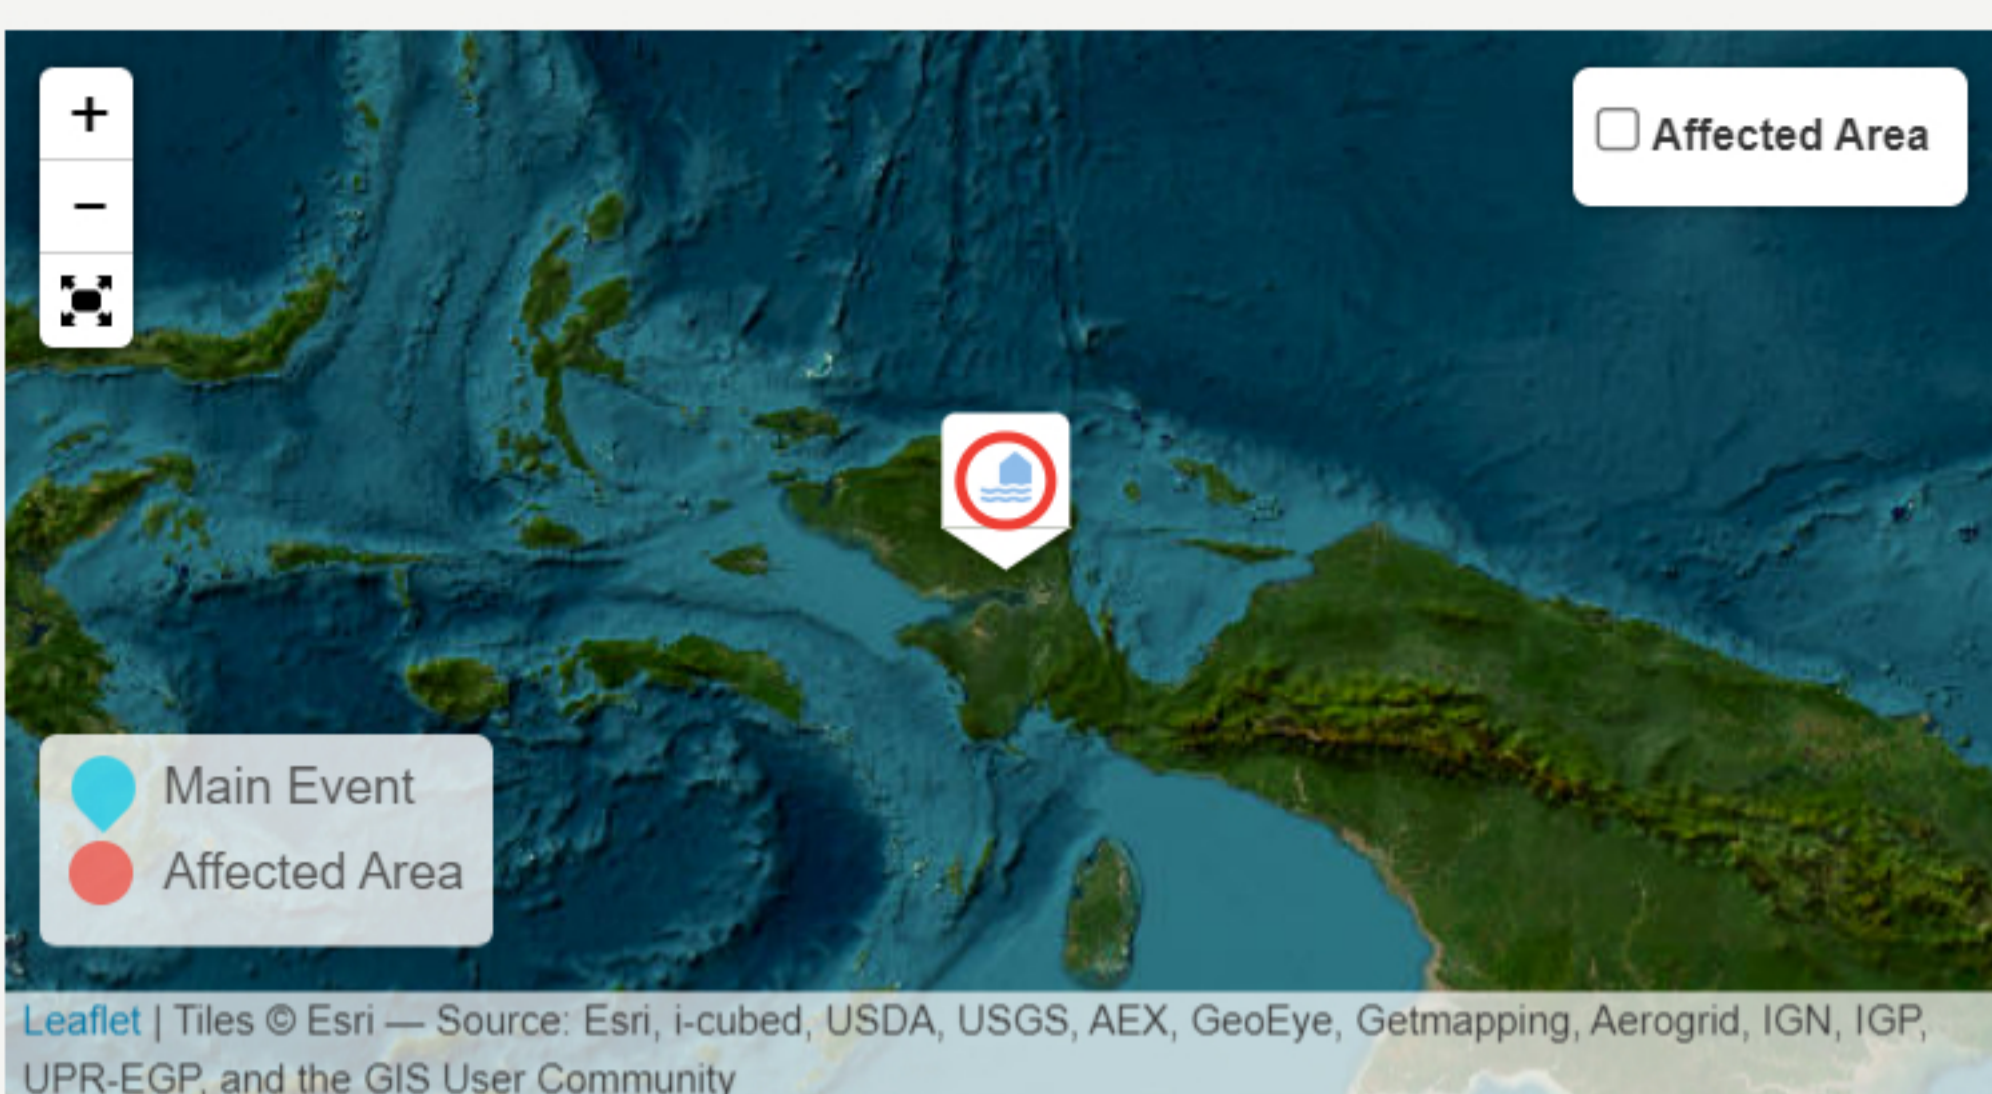 +
Affected Area
−
Main Event
Affected Area
Leaflet | Tiles © Esri — Source: Esri, i-cubed, USDA, USGS, AEX, GeoEye, Getmapping, Aerogrid, IGN, IGP,
UPR-EGP, and the GIS User Community